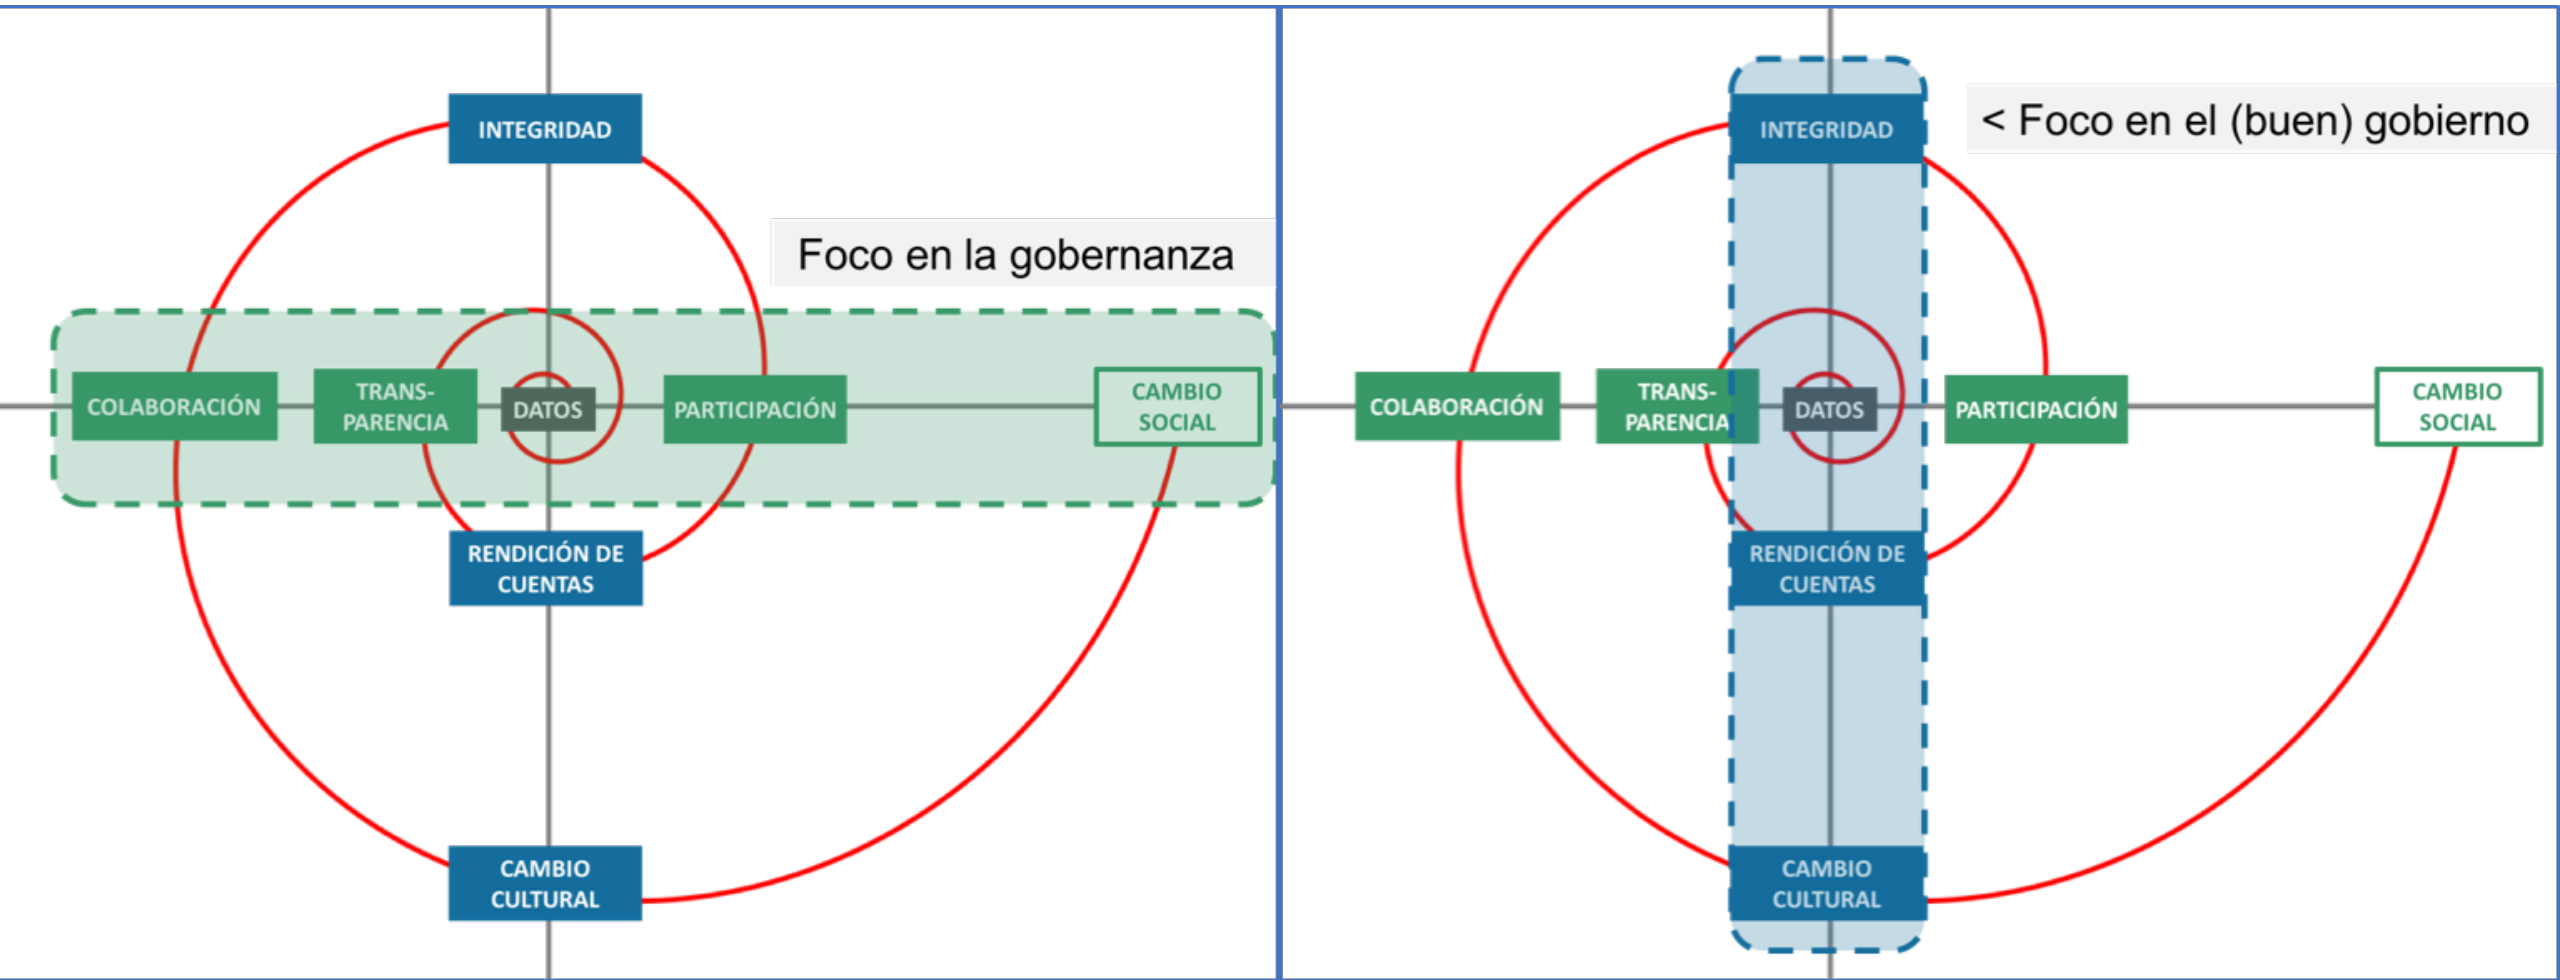 INTEGRIDAD
Foco en la gobernanza
COLABORACIÓN
TRANS-
PARENCIA
DATOS
PARTICIPACIÓN
CAMBIO
SOCIAL
RENDICIÓN DE
CUENTAS
CAMBIO
CULTURAL
INTEGRIDAD
< Foco en el (buen) gobierno
COLABORACIÓN
TRANS-
PARENCIA
DATOS
PARTICIPACIÓN
CAMBIO
SOCIAL
RENDICIÓN DE
CUENTAS
CAMBIO
CULTURAL